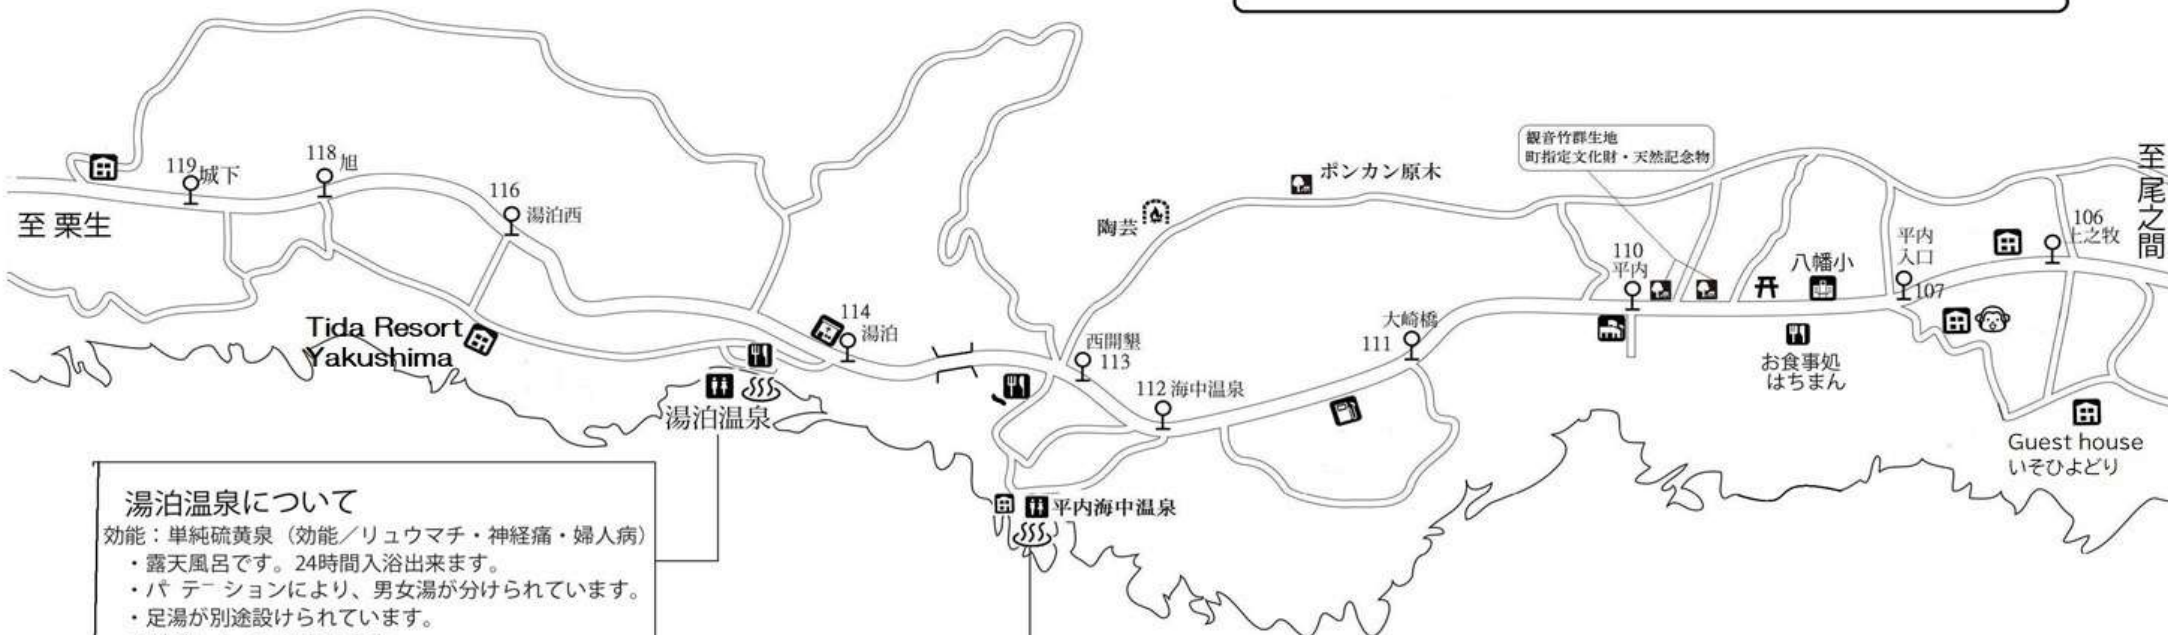 119 城下
118 旭
116
湯泊西
至 栗生
Tida Resort
Yakushima
114
湯泊
湯泊温泉
西開墾
113
112 海中温泉
平内海中温泉
陶芸
ポンカン原木
大崎橋
111
観音竹群生地
町指定文化財・天然記念物
110
平内
八幡小
お食事処
はちまん
平内
入口
107
106
上之牧
至尾之間
Guest house
いそひよどり
湯泊温泉について
効能：単純硫黄泉（効能／リュウマチ・神経痛・婦人病）
・露天風呂です。24時間入浴出来ます。
・パ テーションにより、男女湯が分けられています。
・足湯が別途設けられています。